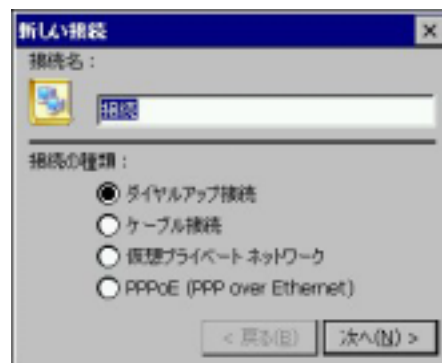 新しい接続
接続名：
接続
接続の種類：
ダイヤルアップ接続
ケーブル接続
仮想プライベート ネットワーク
PPPoE (PPP over Ethernet)
< 戻る(B)
次へ(N) >